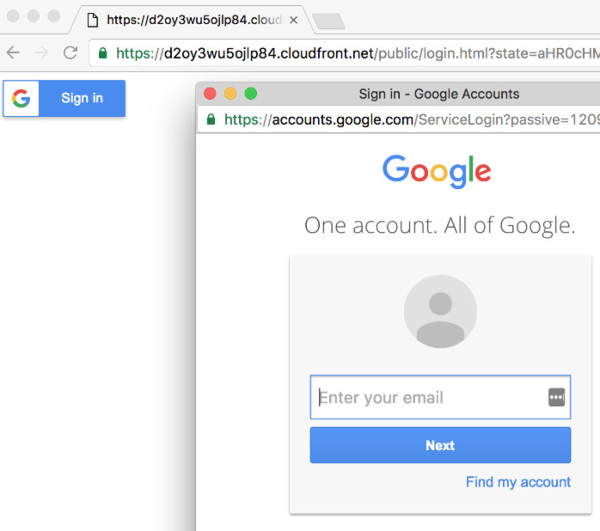 https://d2oy3wu5ojlp84.cloud
https://d2oy3wu5ojlp84.cloudfront.net/public/login.html?state=aHR0cHM
G Sign in
Sign in - Google Accounts
https://accounts.google.com/ServiceLogin?passive=1209
Google
One account. All of Google.
Enter your email
Next
Find my account